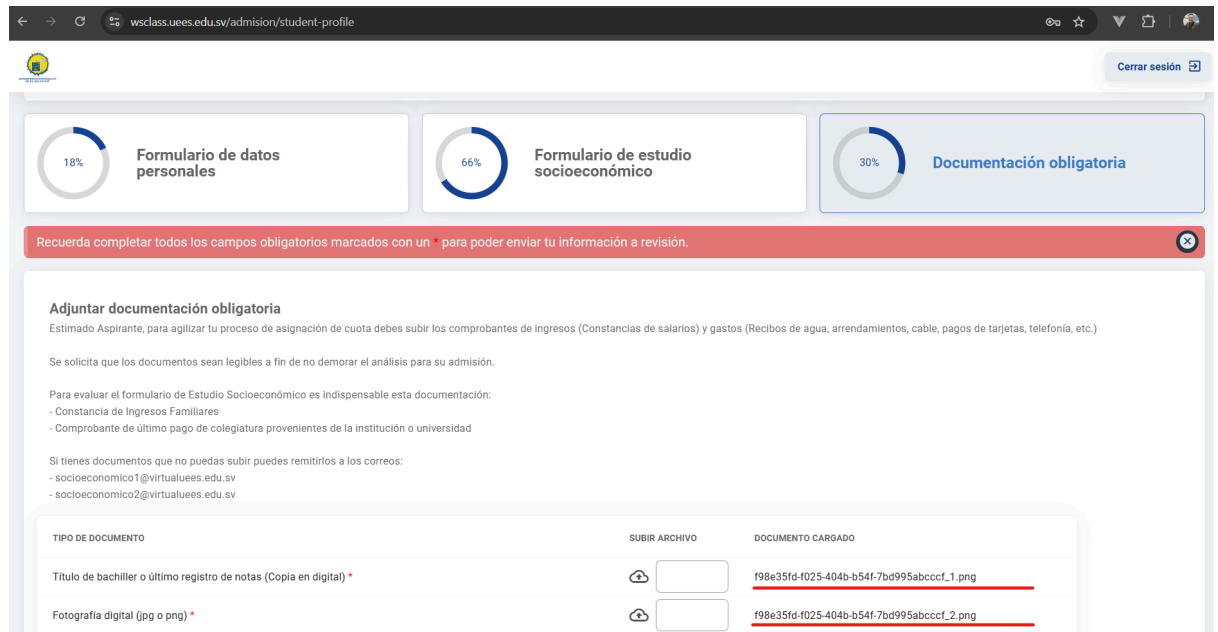 wsclass.uees.edu.sv/admision/student-profile
Cerrar sesión
18%
Formulario de datos
personales
66%
Formulario de estudio
socioeconómico
30%
Documentación obligatoria
Recuerda completar todos los campos obligatorios marcados con un * para poder enviar tu información a revisión.
Adjuntar documentación obligatoria
Estimado Aspirante, para agilizar tu proceso de asignación de cuota debes subir los comprobantes de ingresos (Constancias de salarios) y gastos (Recibos de agua, arrendamientos, cable, pagos de tarjetas, telefonía, etc.)
Se solicita que los documentos sean legibles a fin de no demorar el análisis para su admisión.
Para evaluar el formulario de Estudio Socioeconómico es indispensable esta documentación:
- Constancia de Ingresos Familiares
- Comprobante de último pago de colegiatura provenientes de la institución o universidad
Si tienes documentos que no puedas subir puedes remitirlos a los correos:
- socioeconomico1@virtualuees.edu.sv
- socioeconomico2@virtualuees.edu.sv
TIPO DE DOCUMENTO SUBIR ARCHIVO DOCUMENTO CARGADO
Título de bachiller o último registro de notas (Copia en digital) * f98e35fd-f025-404b-b54f-7bd995abcccf_1.png
Fotografía digital (jpg o png) * f98e35fd-f025-404b-b54f-7bd995abcccf_2.png